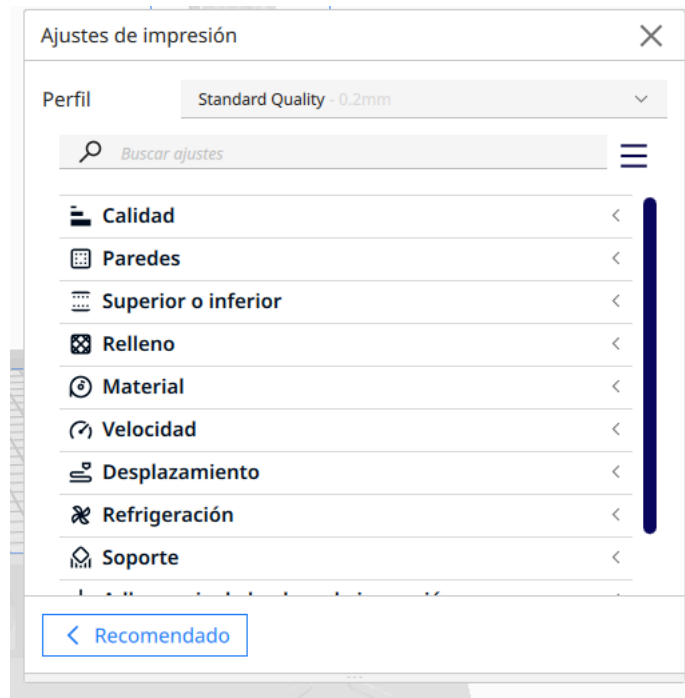 Ajustes de impresión
Perfil
Standard Quality - 0.2mm
Buscar ajustes
Calidad
Paredes
Superior o inferior
Relleno
Material
Velocidad
Desplazamiento
Refrigeración
Soporte
Recomendado